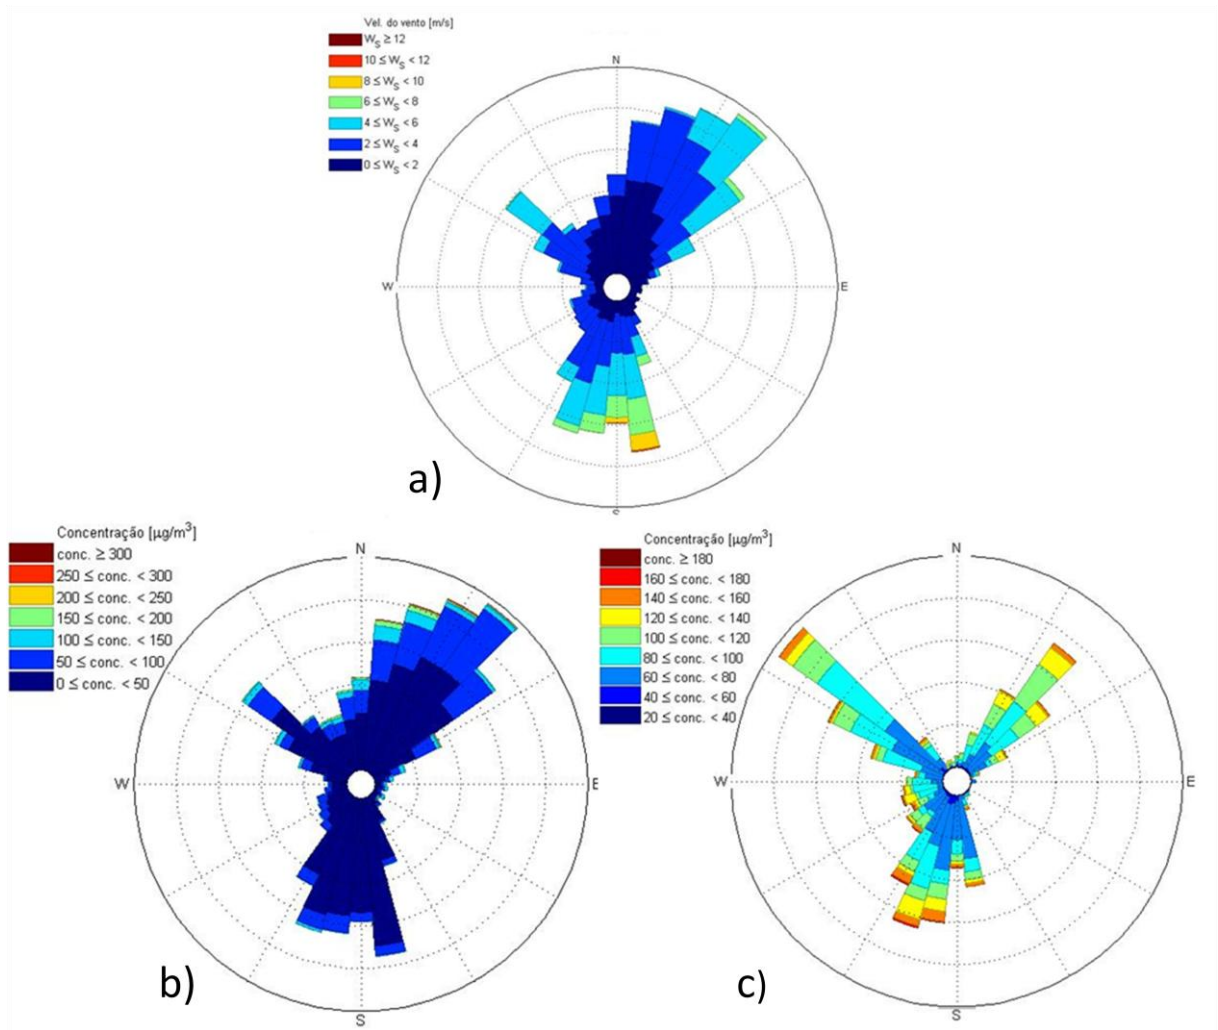 Vel. do vento [m/s]
W_S ≥ 12
10 ≤ W_S < 12
8 ≤ W_S < 10
6 ≤ W_S < 8
4 ≤ W_S < 6
2 ≤ W_S < 4
0 ≤ W_S < 2
N
W
E
S
a)
Concentração [µg/m³]
conc. ≥ 300
250 ≤ conc. < 300
200 ≤ conc. < 250
150 ≤ conc. < 200
100 ≤ conc. < 150
50 ≤ conc. < 100
0 ≤ conc. < 50
N
W
E
S
b)
Concentração [µg/m³]
conc. ≥ 180
160 ≤ conc. < 180
140 ≤ conc. < 160
120 ≤ conc. < 140
100 ≤ conc. < 120
80 ≤ conc. < 100
60 ≤ conc. < 80
40 ≤ conc. < 60
20 ≤ conc. < 40
N
W
E
S
c)